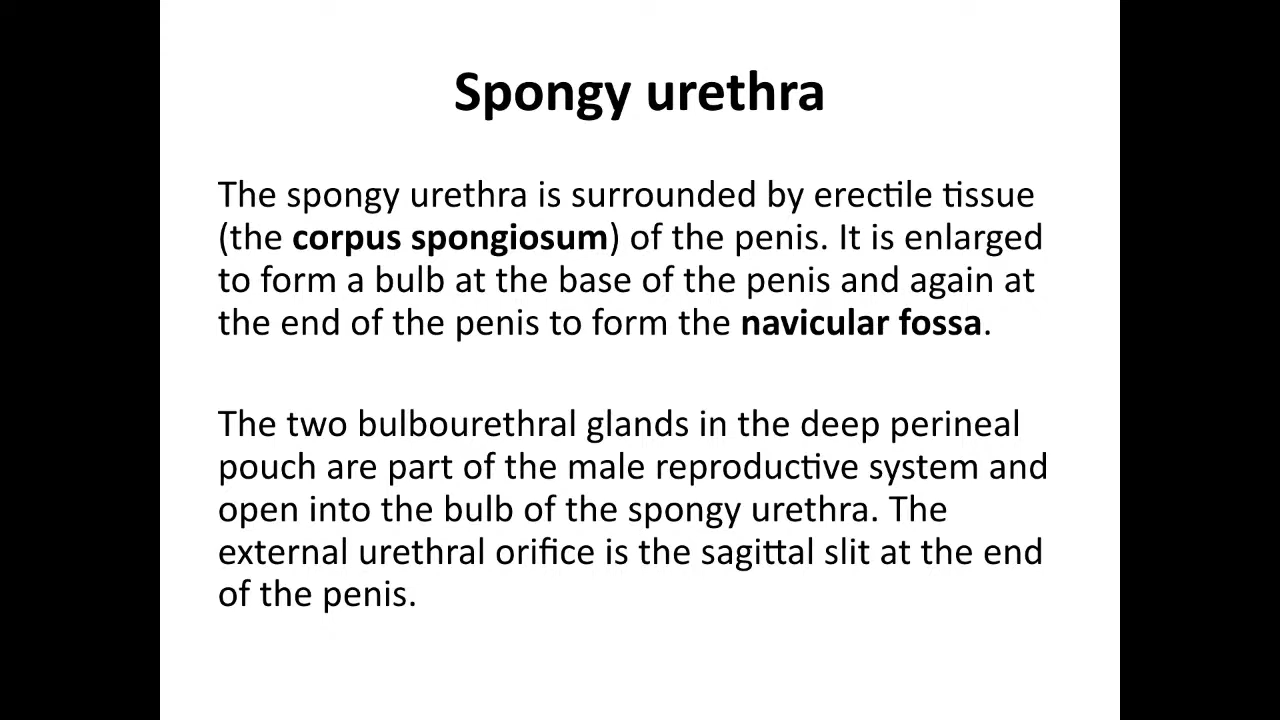 Spongy urethra
The spongy urethra is surrounded by erectile tissue
(the corpus spongiosum) of the penis. It is enlarged
to form a bulb at the base of the penis and again at
the end of the penis to form the navicular fossa.
The two bulbourethral glands in the deep perineal
pouch are part of the male reproductive system and
open into the bulb of the spongy urethra. The
external urethral orifice is the sagittal slit at the end
of the penis.